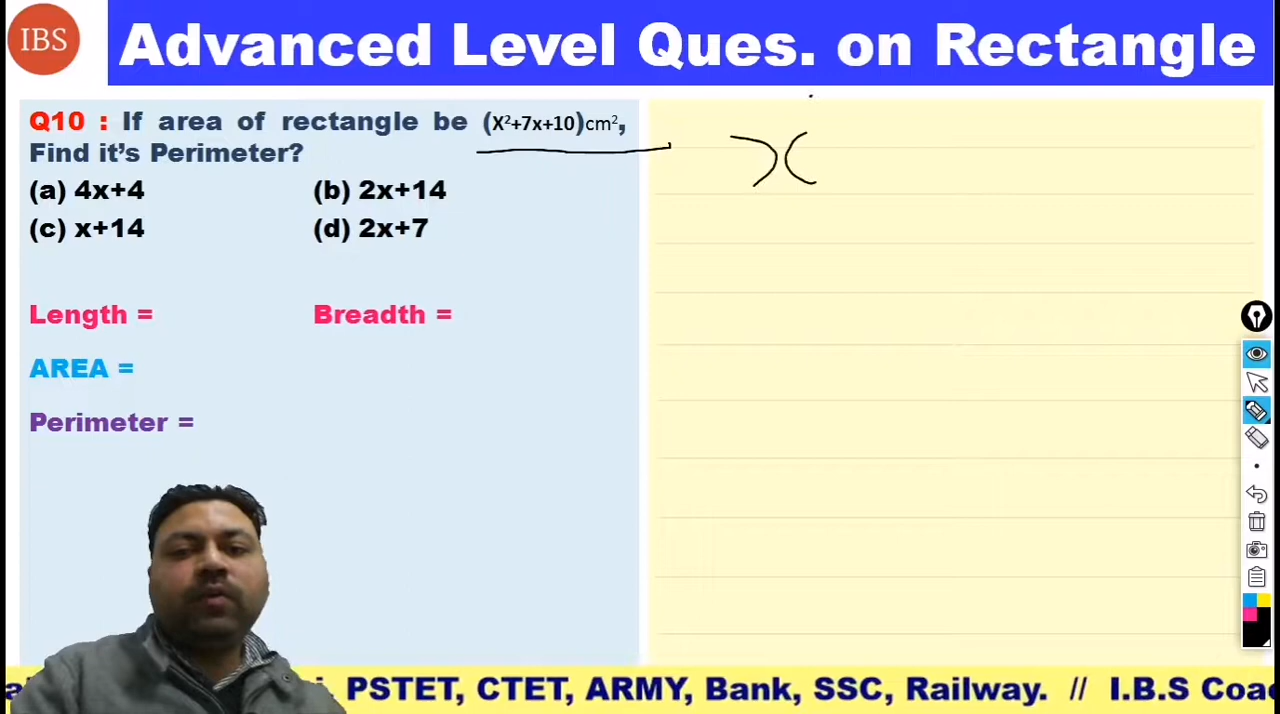 IBS
Advanced Level Ques. on Rectangle
Q10 : If area of rectangle be (X²+7x+10)cm²,
Find it's Perimeter?
(a) 4x+4 (b) 2x+14
(c) x+14 (d) 2x+7
x
Length = Breadth =
AREA =
Perimeter =
PSTET, CTET, ARMY, Bank, SSC, Railway. // I.B.S